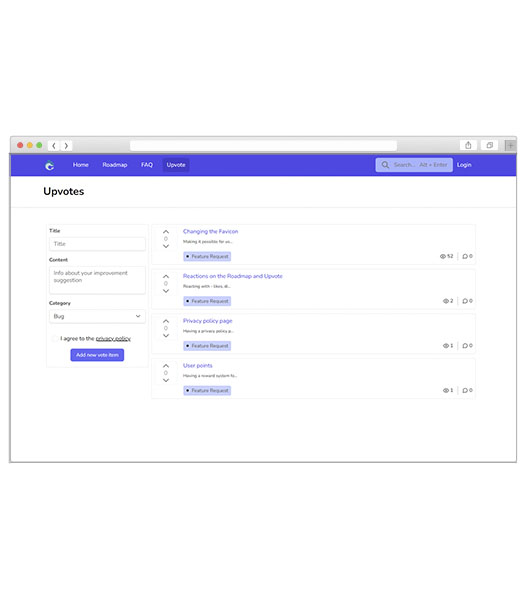 Home Roadmap FAQ Upvote Search... Alt + Enter Login
Upvotes
Title
Title
Content
Info about your improvement
suggestion
Category
Bug
I agree to the privacy policy
Add new vote item
0
Changing the Favicon
Making it possible for us...
Feature Request
52 0
0
Reactions on the Roadmap and Upvote
Reacting with - likes, di...
Feature Request
2 0
0
Privacy policy page
Having a privacy policy p...
Feature Request
1 0
0
User points
Having a reward system fo...
Feature Request
1 0